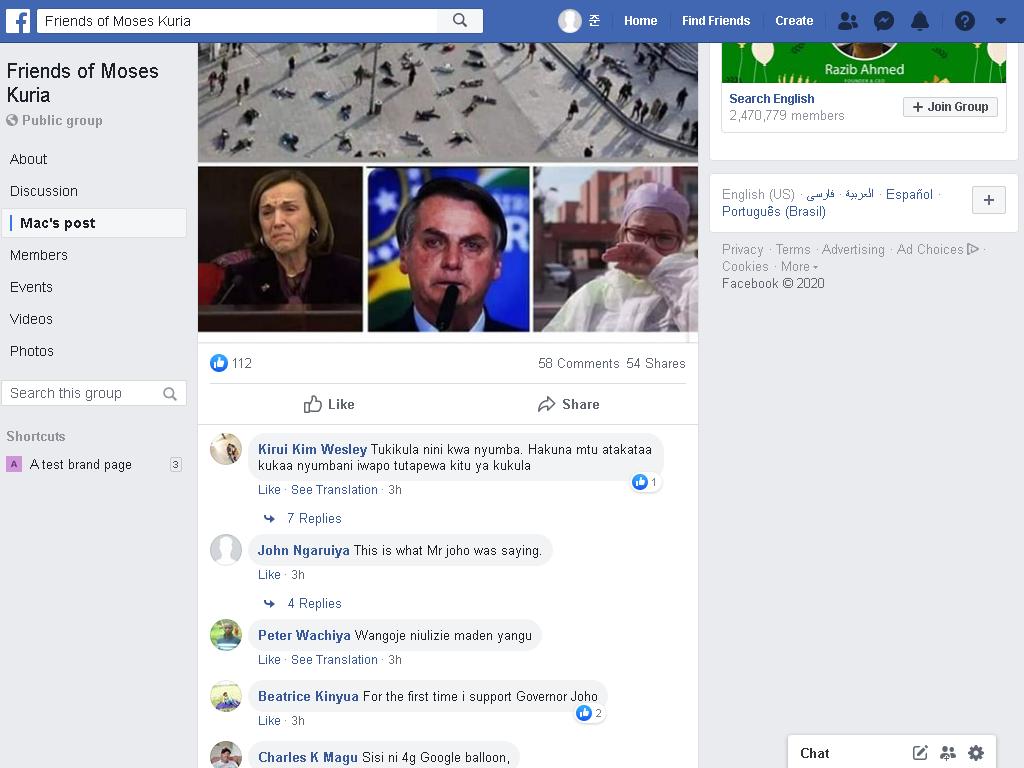 Friends of Moses Kuria
준 Home Find Friends Create
Friends of Moses
Kuria
Public group
About
Discussion
Mac's post
Members
Events
Videos
Photos
Search this group
Shortcuts
A A test brand page 3
112
58 Comments 54 Shares
Like
Share
Kirui Kim Wesley Tukikula nini kwa nyumba. Hakuna mtu atakataa
kukaa nyumbani iwapo tutapewa kitu ya kukula
1
Like · See Translation · 3h
7 Replies
John Ngaruiya This is what Mr joho was saying.
Like · 3h
4 Replies
Peter Wachiya Wangoje niulizie maden yangu
Like · See Translation · 3h
Beatrice Kinyua For the first time i support Governor Joho
2
Like · 3h
Charles K Magu Sisi ni 4g Google balloon,
Razib Ahmed
FOUNDER & CEO
Search English
2,470,779 members
+ Join Group
English (US) · فارسی · العربية · Español ·
Português (Brasil)
Privacy · Terms · Advertising · Ad Choices ·
Cookies · More
Facebook © 2020
Chat